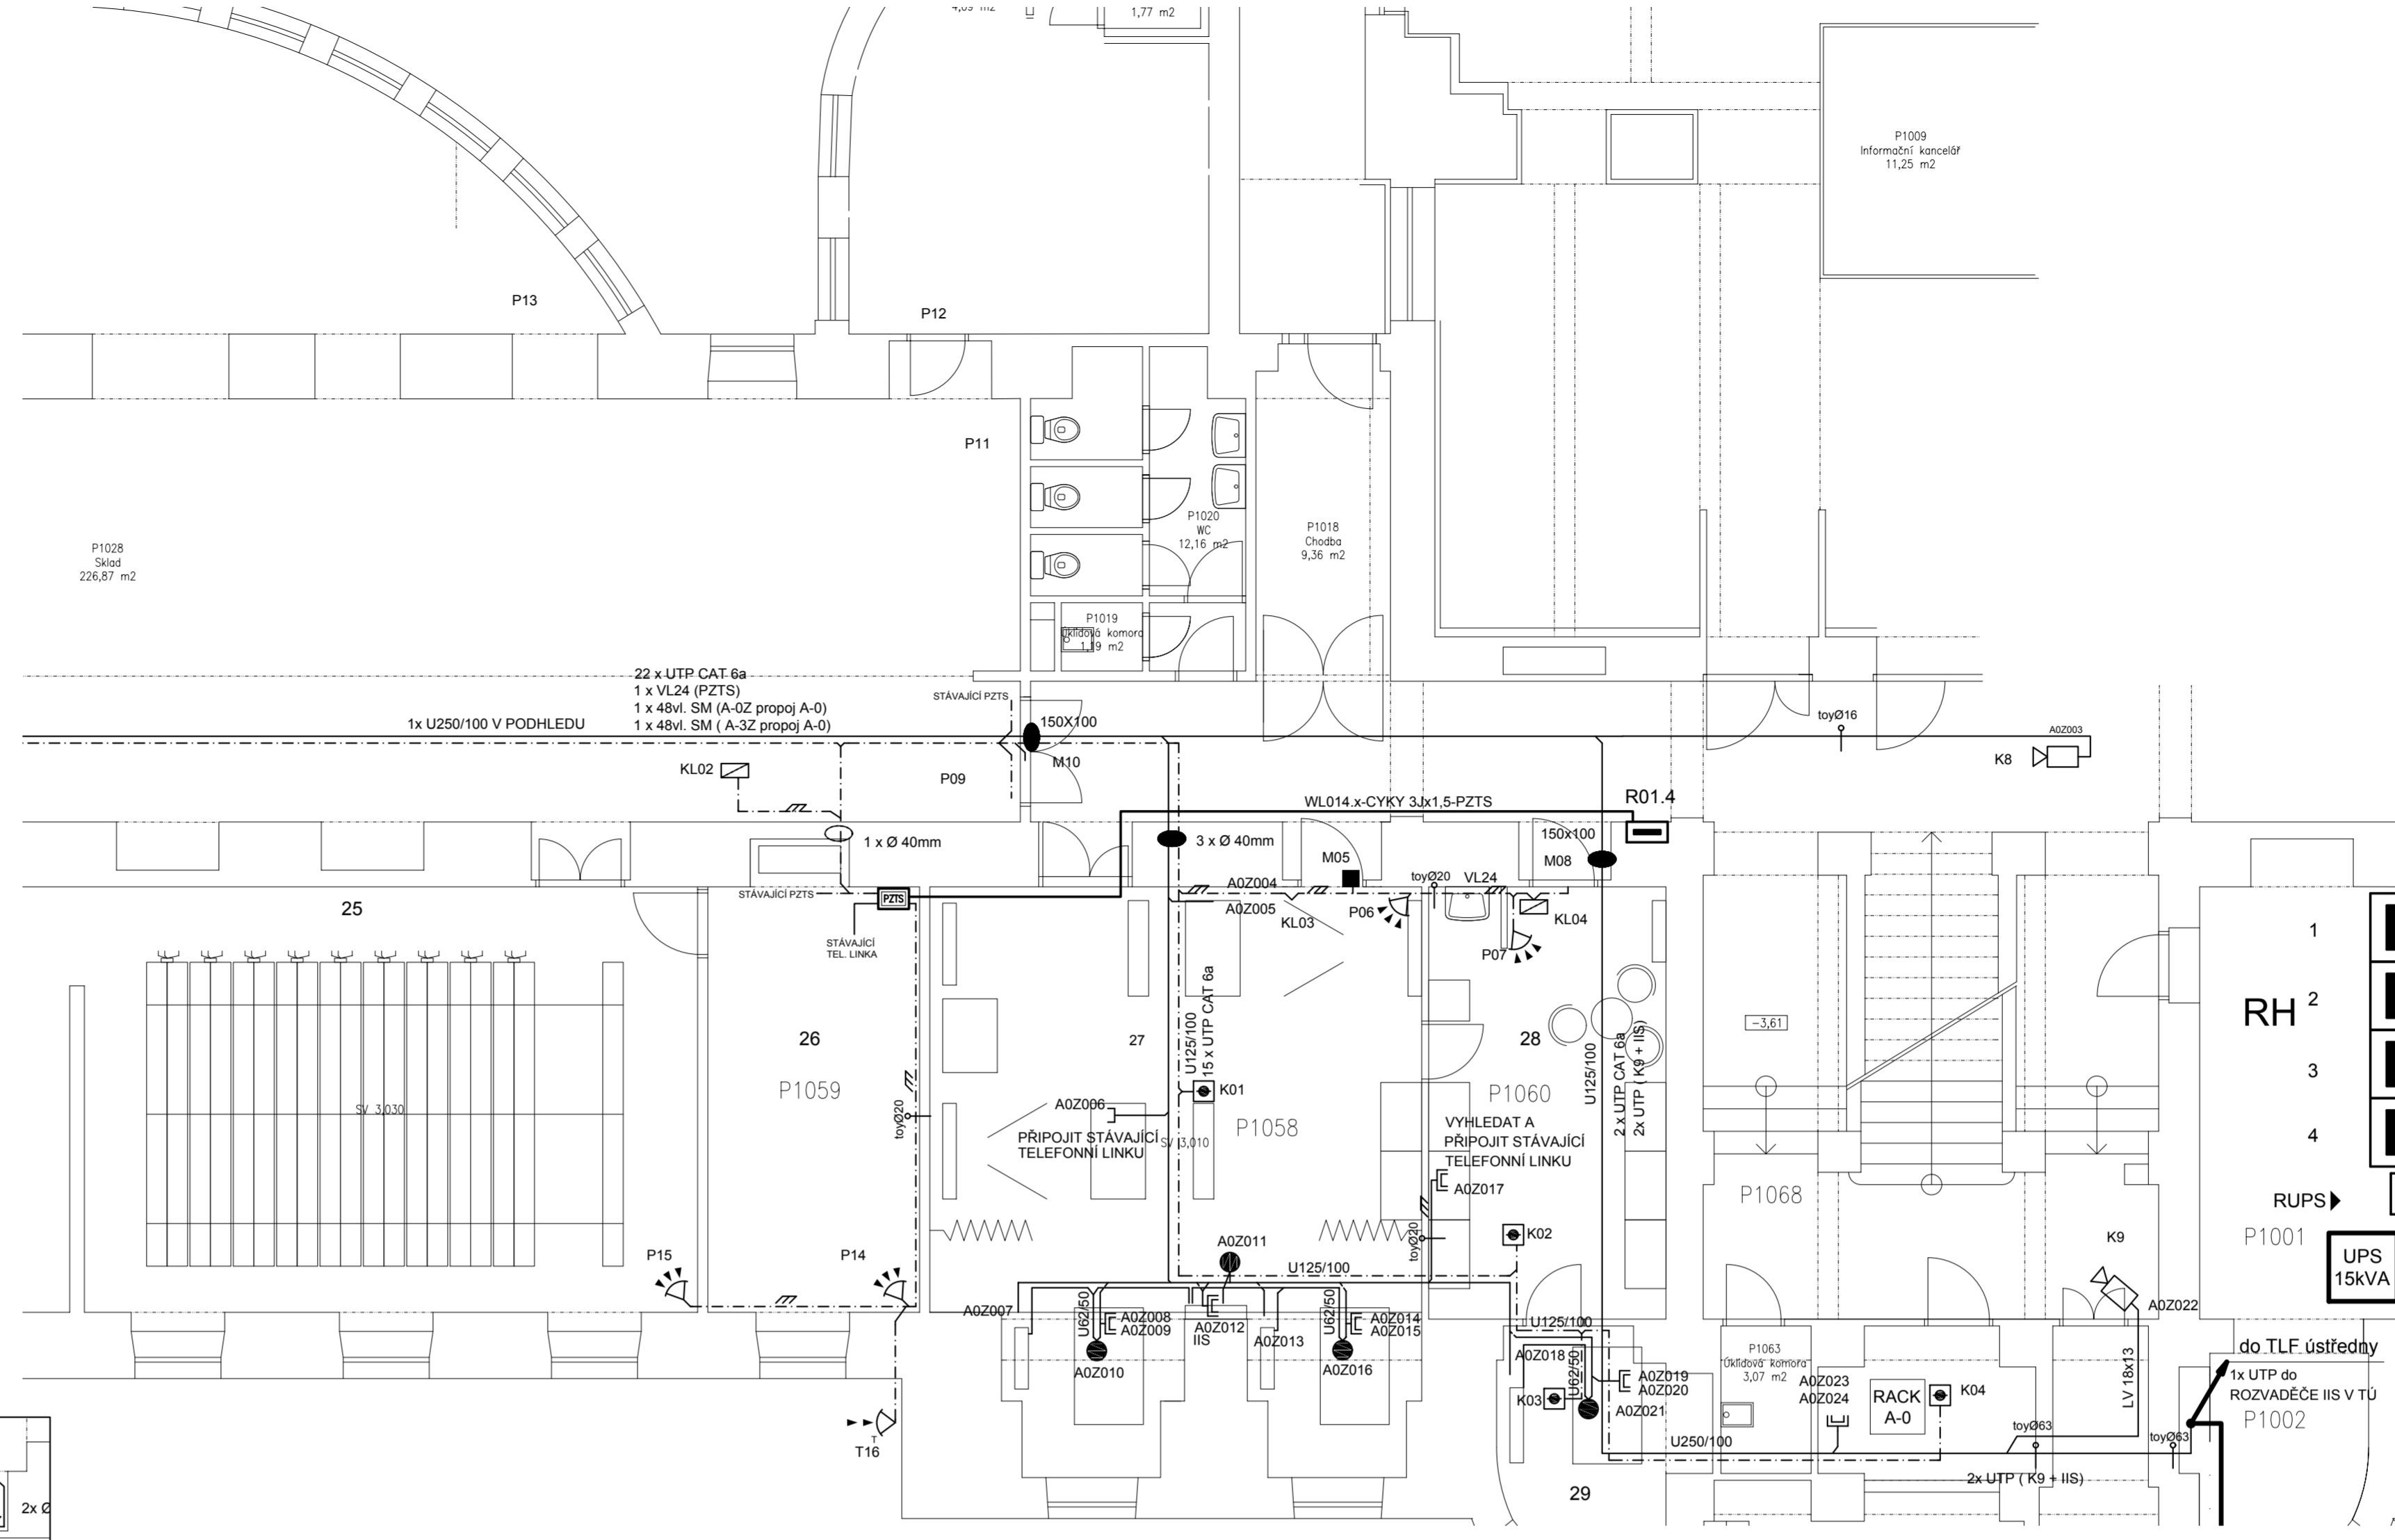 1,77 m2
P1009
Informační kancelář
11,25 m2
P13
P12
P11
P1020
WC
12,16 m2
P1018
Chodba
9,36 m2
P1028
Sklad
226,87 m2
P1019
Úklidová komora
1,19 m2
22 x UTP CAT 6a
1 x VL24 (PZTS)
1 x 48vl. SM (A-0Z propoj A-0)
1 x 48vl. SM ( A-3Z propoj A-0)
1x U250/100 V PODHLEDU
STÁVAJÍCÍ PZTS
150X100
toyØ16
A0Z003
K8
M10
KL02
P09
WL014.x-CYKY 3Jx1,5-PZTS
R01.4
1 x Ø 40mm
3 x Ø 40mm
150x100
M05
M08
STÁVAJÍCÍ PZTS
PZTS
A0Z004
A0Z005
KL03
P06
toyØ20
VL24
KL04
P07
25
STÁVAJÍCÍ
TEL. LINKA
1
RH
2
3
4
26
P1059
27
28
P1060
-3,61
U125/100
15 x UTP CAT 6a
U125/100
2 x UTP CAT 6a
2x UTP ( K9 + IIS)
K01
SV 3,030
toyØ20
A0Z006
PŘIPOJIT STÁVAJÍCÍ
TELEFONNÍ LINKU
SV 3,010
P1058
VYHLEDAT A
PŘIPOJIT STÁVAJÍCÍ
TELEFONNÍ LINKU
A0Z017
P1068
RUPS
P1001
UPS
15kVA
K02
toyØ20
K9
P15
P14
A0Z011
U125/100
A0Z007
U62/50
A0Z008
A0Z009
A0Z010
A0Z012
IIS
A0Z013
U62/50
A0Z014
A0Z015
A0Z016
U125/100
A0Z018
U62/50
A0Z019
A0Z020
A0Z021
K03
P1063
Úklidová komora
3,07 m2
A0Z023
A0Z024
RACK
A-0
K04
LV 18x13
A0Z022
do TLF ústředny
1x UTP do
ROZVADĚČE IIS V TÚ
P1002
T
T16
U250/100
toyØ63
toyØ63
2x UTP ( K9 + IIS)
29
2x Ø